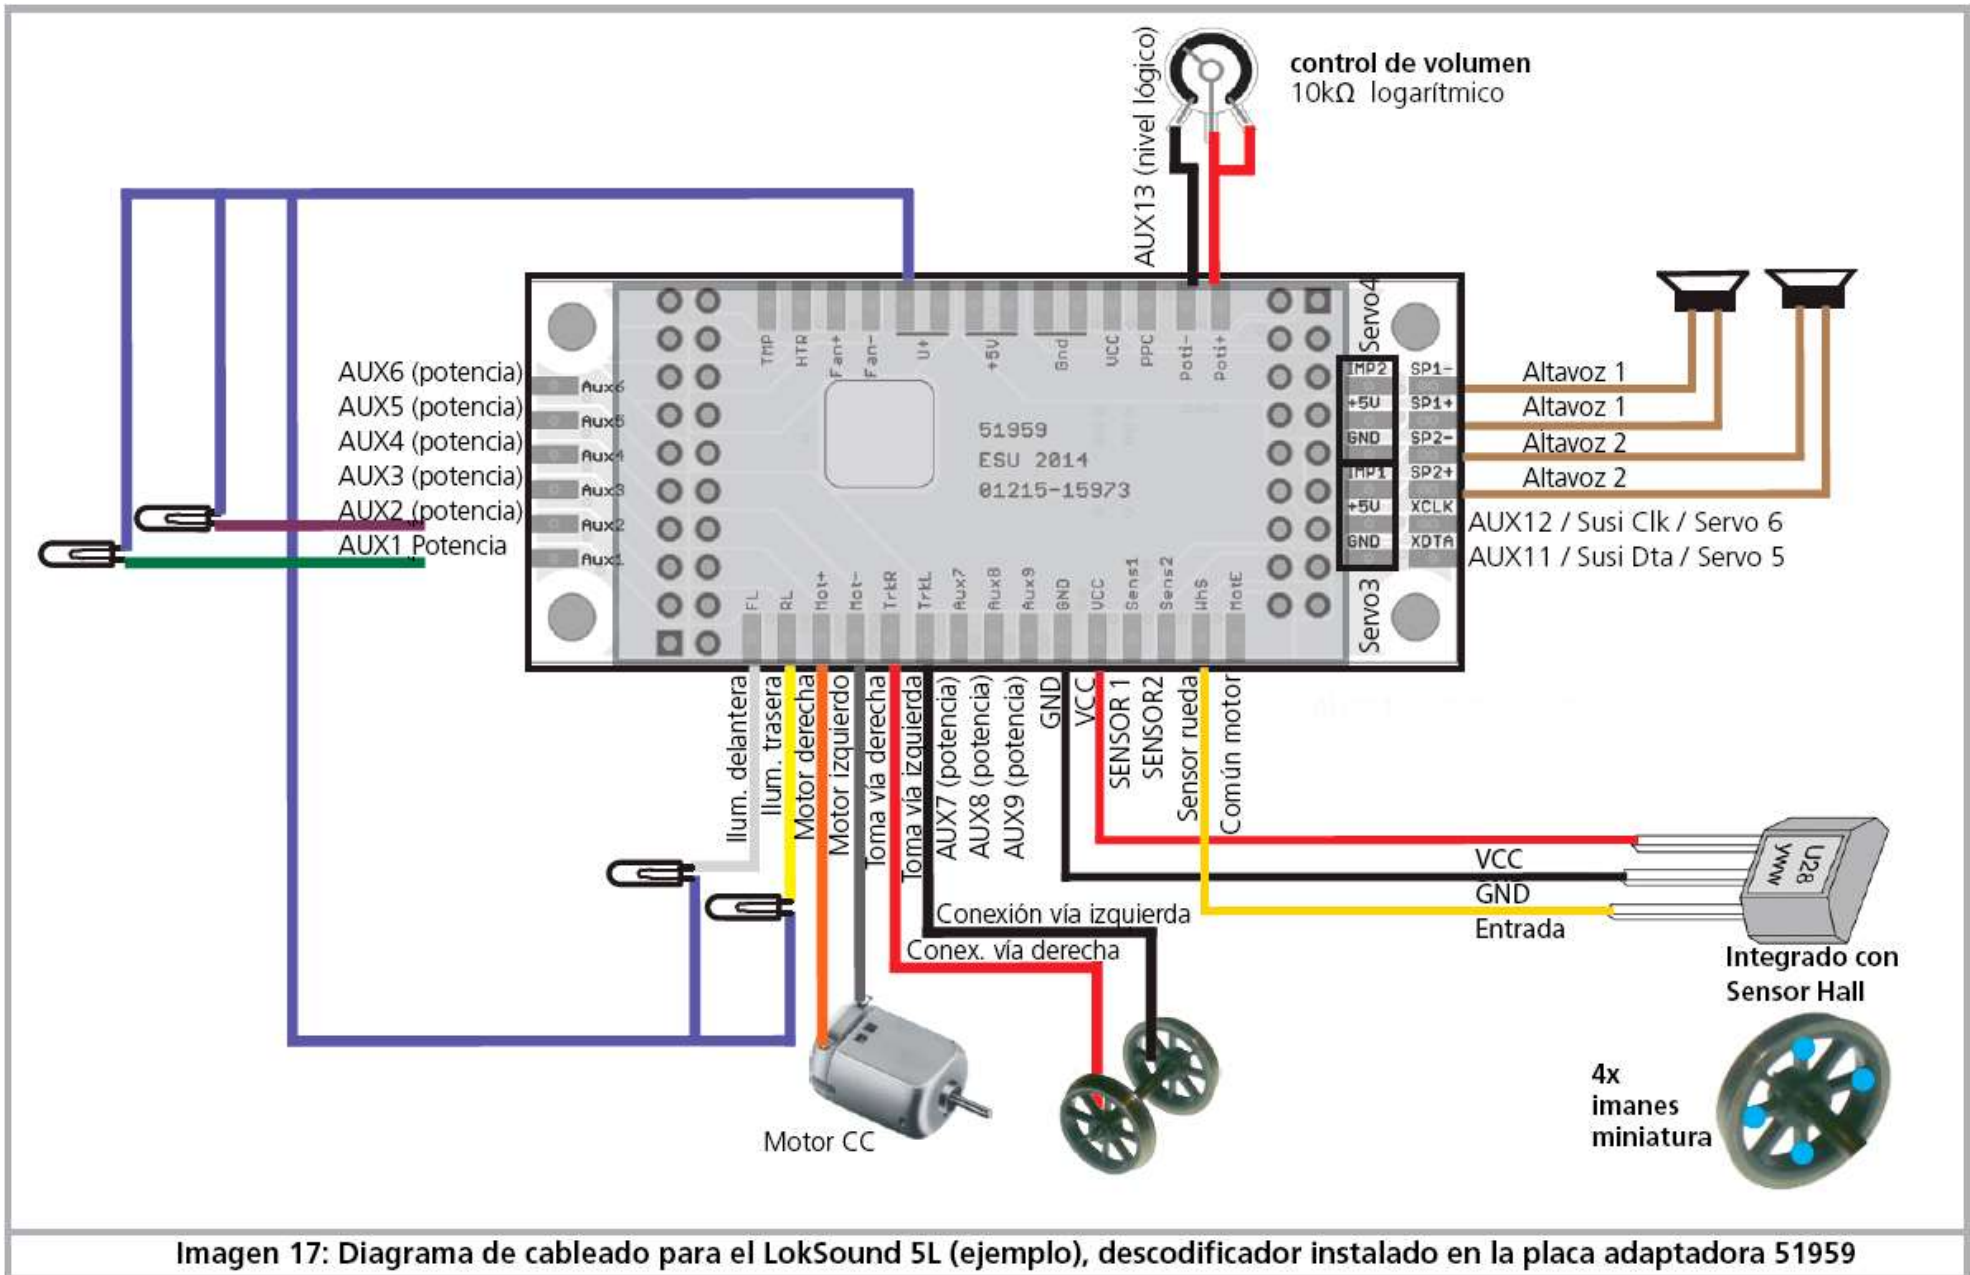 AUX13 (nivel lógico)
control de volumen
10kΩ logarítmico
TMP
HTR
Fan+
Fan-
U+
+5V
Gnd
VCC
PPC
Poti-
Poti+
Servo4
IMP2
+5V
GND
IMP1
+5V
GND
Servo3
SP1-
SP1+
SP2-
SP2+
XCLK
XDTA
Altavoz 1
Altavoz 1
Altavoz 2
Altavoz 2
AUX12 / Susi Clk / Servo 6
AUX11 / Susi Dta / Servo 5
AUX6 (potencia)
AUX5 (potencia)
AUX4 (potencia)
AUX3 (potencia)
AUX2 (potencia)
AUX1 Potencia
Aux6
Aux5
Aux4
Aux3
Aux2
Aux1
51959
ESU 2014
01215-15973
FL
RL
Mot+
Mot-
TrkR
TrkL
Aux7
Aux8
Aux9
GND
VCC
Sens1
Sens2
WhS
MotE
Ilum. delantera
Ilum. trasera
Motor derecha
Motor izquierdo
Toma vía derecha
Toma vía izquierda
AUX7 (potencia)
AUX8 (potencia)
AUX9 (potencia)
GND
VCC
SENSOR 1
SENSOR2
Sensor rueda
Común motor
VCC
GND
Entrada
U28
yww
Integrado con
Sensor Hall
Conexión vía izquierda
Conex. vía derecha
Motor CC
4x
imanes
miniatura
Imagen 17: Diagrama de cableado para el LokSound 5L (ejemplo), descodificador instalado en la placa adaptadora 51959